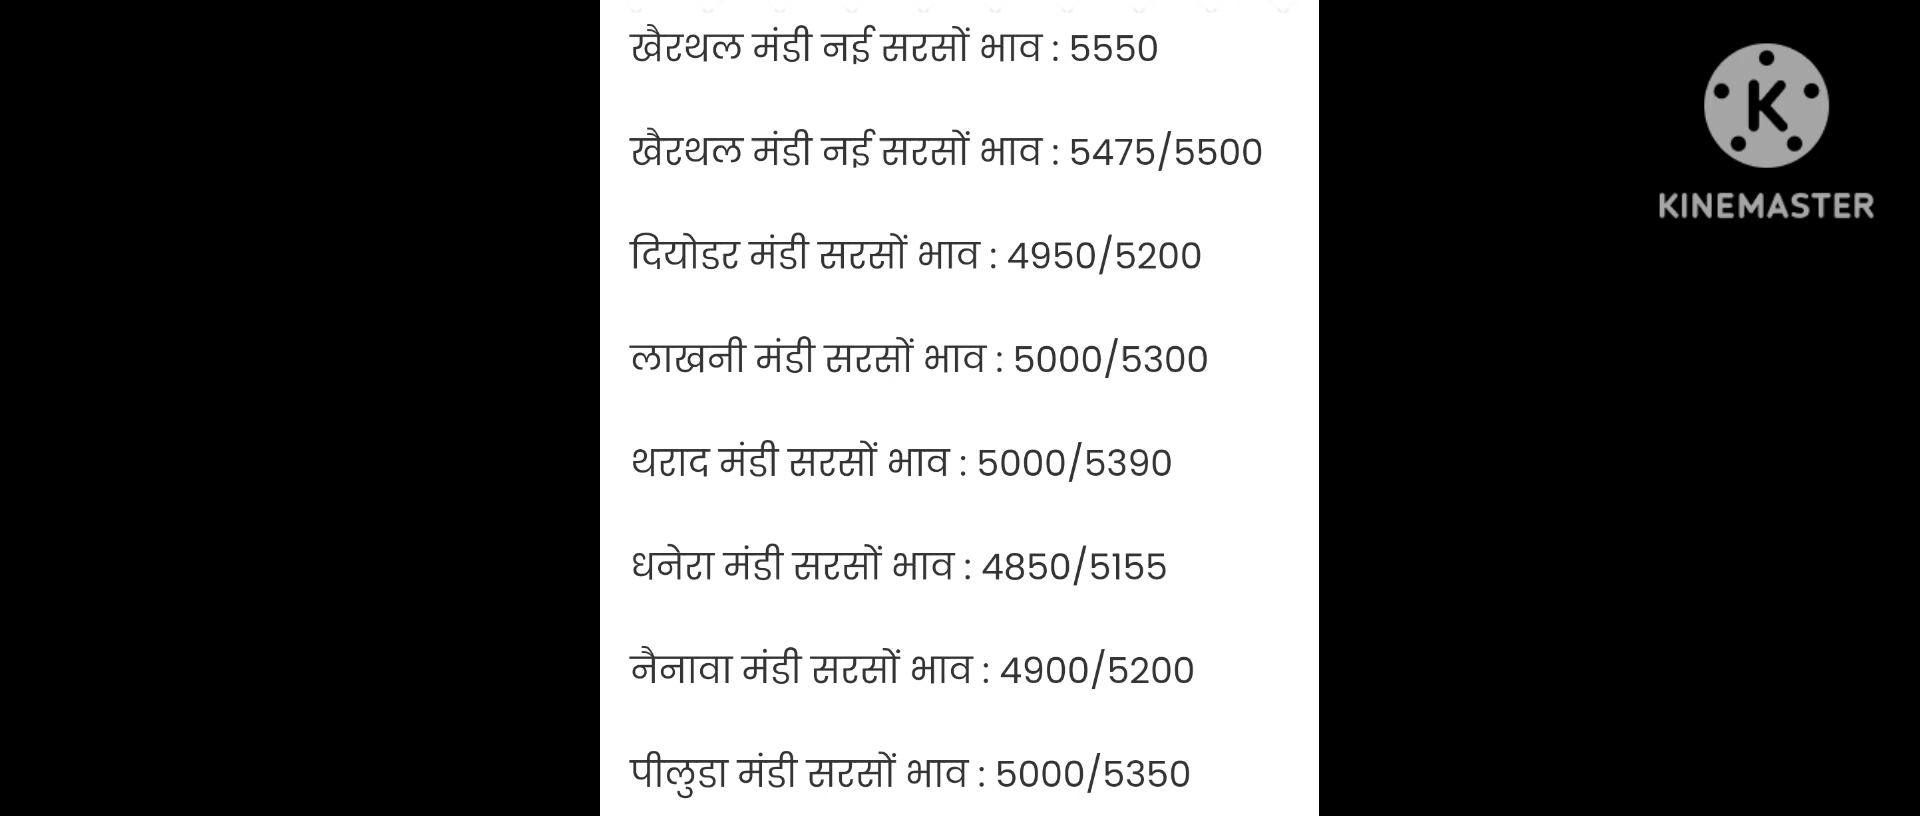 खैरथल मंडी नई सरसों भाव : 5550
खैरथल मंडी नई सरसों भाव : 5475/5500
दियोडर मंडी सरसों भाव : 4950/5200
लाखनी मंडी सरसों भाव : 5000/5300
थराद मंडी सरसों भाव : 5000/5390
धनेरा मंडी सरसों भाव : 4850/5155
नैनावा मंडी सरसों भाव : 4900/5200
पीलुडा मंडी सरसों भाव : 5000/5350
K
KINEMASTER